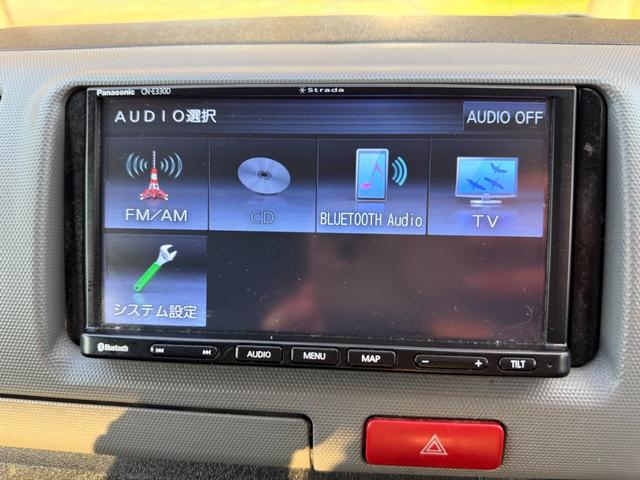 Panasonic CN-E330D Strada
AUDIO選択 AUDIO OFF
FM/AM CD BLUETOOTH Audio TV
システム設定
Bluetooth AUDIO MENU MAP − + TILT